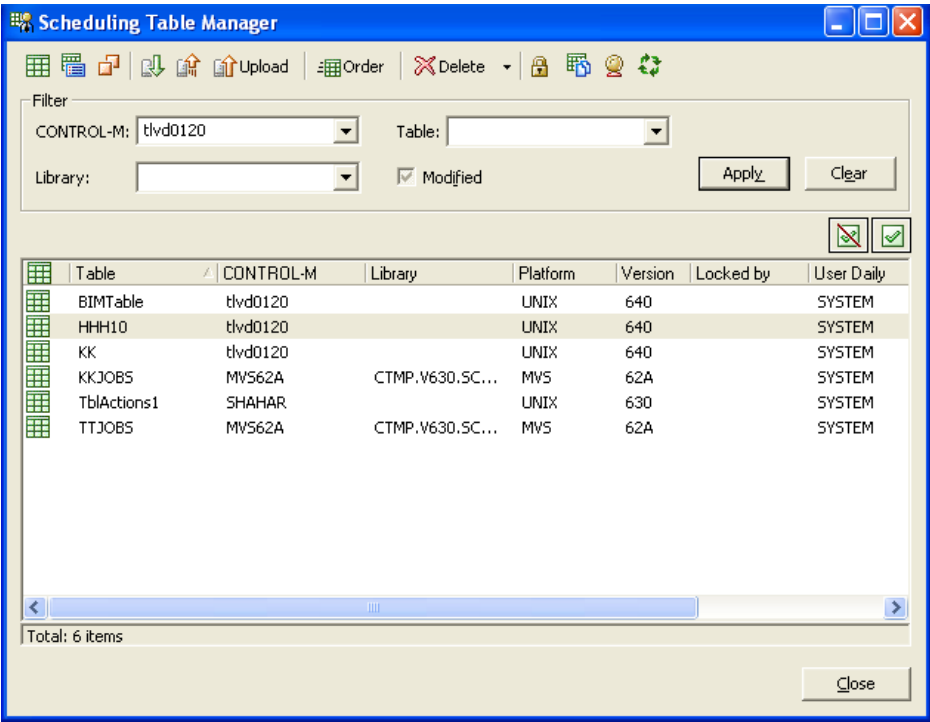 Scheduling Table Manager
Upload Order Delete
Filter
CONTROL-M: tlvd0120 Table:
Library: Modified Apply Clear
Table CONTROL-M Library Platform Version Locked by User Daily
BIMTable tlvd0120 UNIX 640 SYSTEM
HHH10 tlvd0120 UNIX 640 SYSTEM
KK tlvd0120 UNIX 640 SYSTEM
KKJOBS MVS62A CTMP.V630.SC... MVS 62A SYSTEM
TblActions1 SHAHAR UNIX 630 SYSTEM
TTJOBS MVS62A CTMP.V630.SC... MVS 62A SYSTEM
Total: 6 items
Close